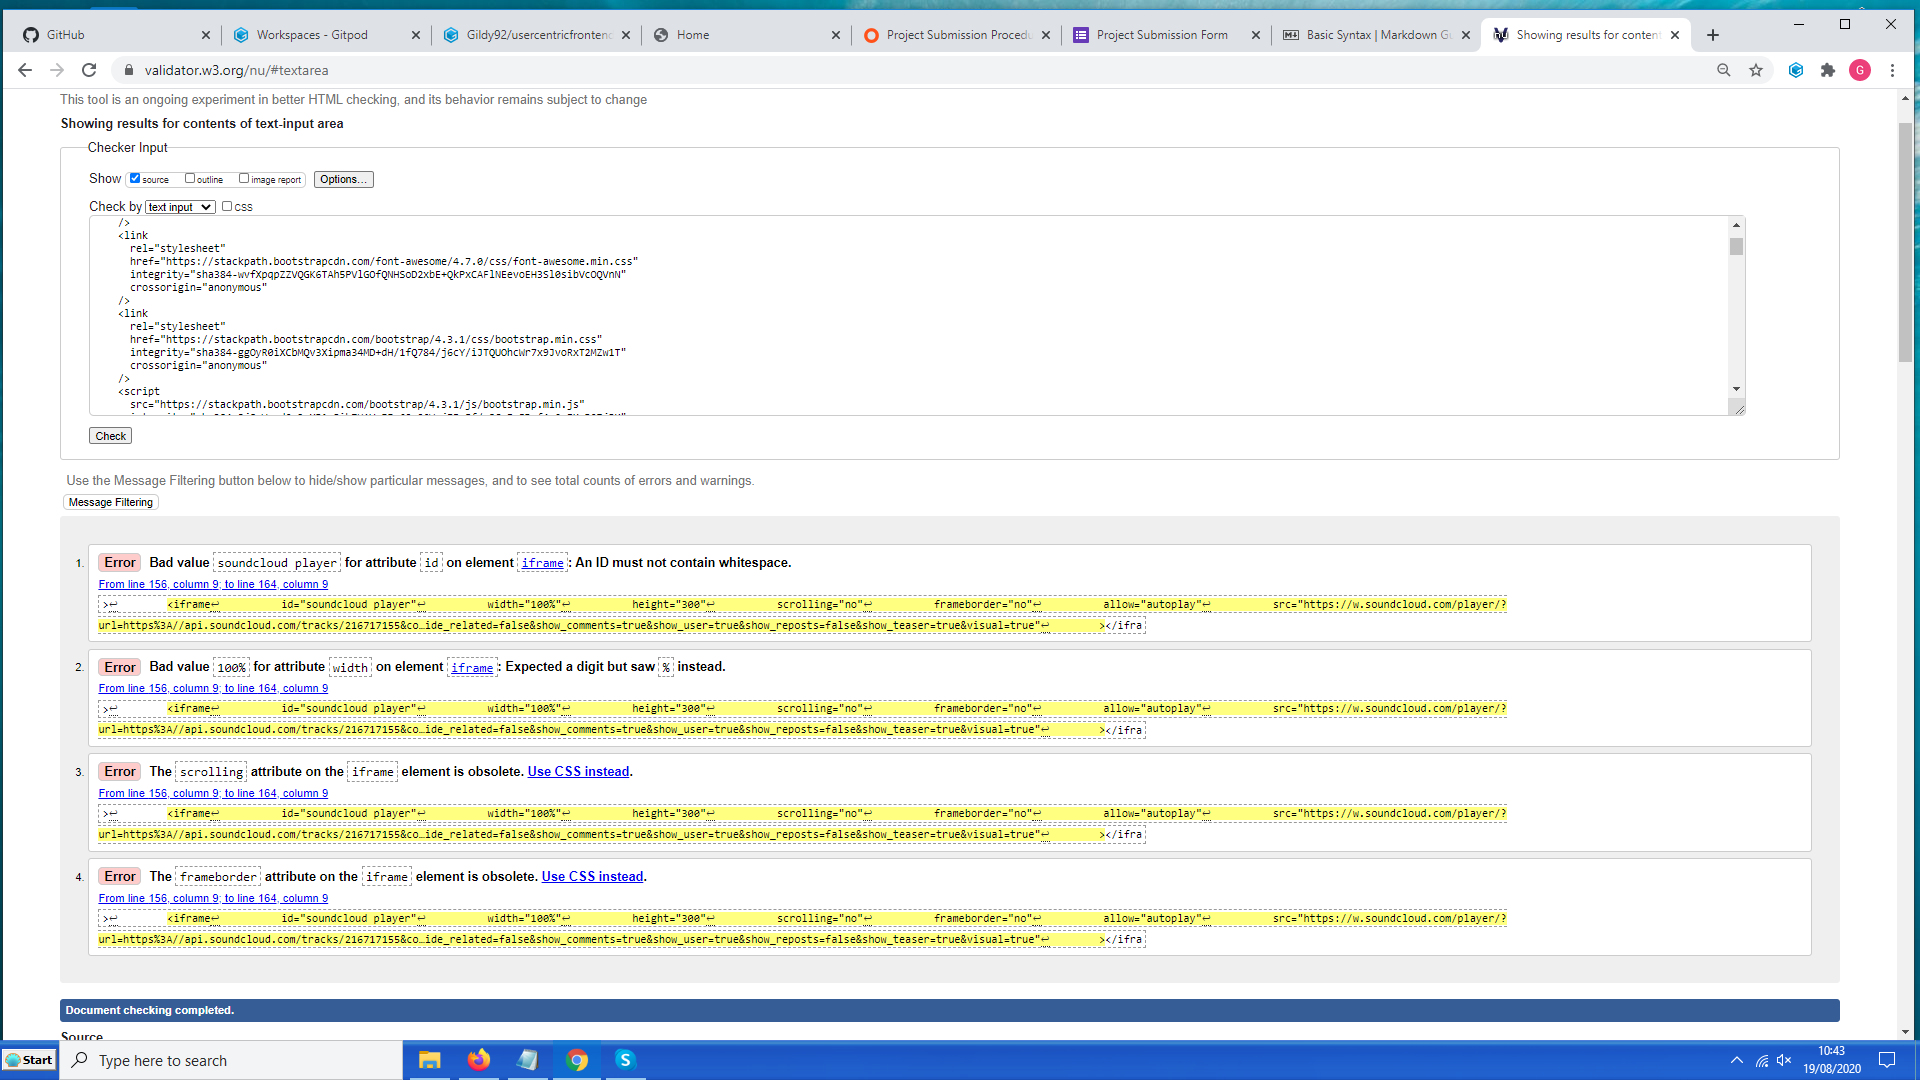 GitHub
Workspaces - Gitpod
Gildy92/usercentricfrontend
Home
Project Submission Procedu
Project Submission Form
Basic Syntax | Markdown Gu
Showing results for content
validator.w3.org/nu/#textarea
G
This tool is an ongoing experiment in better HTML checking, and its behavior remains subject to change
Showing results for contents of text-input area
Checker Input
Show source outline image report Options...
Check by text input css
/>
<link
rel="stylesheet"
href="https://stackpath.bootstrapcdn.com/font-awesome/4.7.0/css/font-awesome.min.css"
integrity="sha384-wvfXpqpZZVQGK6TAh5PVlGOfQNHSoD2xbE+QkPxCAFlNEevoEH3Sl0sibVcOQVnN"
crossorigin="anonymous"
/>
<link
rel="stylesheet"
href="https://stackpath.bootstrapcdn.com/bootstrap/4.3.1/css/bootstrap.min.css"
integrity="sha384-ggOyR0iXCbMQv3Xipma34MD+dH/1fQ784/j6cY/iJTQUOhcWr7x9JvoRxT2MZw1T"
crossorigin="anonymous"
/>
<script
src="https://stackpath.bootstrapcdn.com/bootstrap/4.3.1/js/bootstrap.min.js"
Check
Use the Message Filtering button below to hide/show particular messages, and to see total counts of errors and warnings.
Message Filtering
1. Error Bad value soundcloud player for attribute id on element iframe: An ID must not contain whitespace.
From line 156, column 9; to line 164, column 9
>↩ <iframe↩ id="soundcloud player"↩ width="100%"↩ height="300"↩ scrolling="no"↩ frameborder="no"↩ allow="autoplay"↩ src="https://w.soundcloud.com/player/?
url=https%3A//api.soundcloud.com/tracks/216717155&co…ide_related=false&show_comments=true&show_user=true&show_reposts=false&show_teaser=true&visual=true"↩ ></ifra
2. Error Bad value 100% for attribute width on element iframe: Expected a digit but saw % instead.
From line 156, column 9; to line 164, column 9
>↩ <iframe↩ id="soundcloud player"↩ width="100%"↩ height="300"↩ scrolling="no"↩ frameborder="no"↩ allow="autoplay"↩ src="https://w.soundcloud.com/player/?
url=https%3A//api.soundcloud.com/tracks/216717155&co…ide_related=false&show_comments=true&show_user=true&show_reposts=false&show_teaser=true&visual=true"↩ ></ifra
3. Error The scrolling attribute on the iframe element is obsolete. Use CSS instead.
From line 156, column 9; to line 164, column 9
>↩ <iframe↩ id="soundcloud player"↩ width="100%"↩ height="300"↩ scrolling="no"↩ frameborder="no"↩ allow="autoplay"↩ src="https://w.soundcloud.com/player/?
url=https%3A//api.soundcloud.com/tracks/216717155&co…ide_related=false&show_comments=true&show_user=true&show_reposts=false&show_teaser=true&visual=true"↩ ></ifra
4. Error The frameborder attribute on the iframe element is obsolete. Use CSS instead.
From line 156, column 9; to line 164, column 9
>↩ <iframe↩ id="soundcloud player"↩ width="100%"↩ height="300"↩ scrolling="no"↩ frameborder="no"↩ allow="autoplay"↩ src="https://w.soundcloud.com/player/?
url=https%3A//api.soundcloud.com/tracks/216717155&co…ide_related=false&show_comments=true&show_user=true&show_reposts=false&show_teaser=true&visual=true"↩ ></ifra
Document checking completed.
Source
Start
Type here to search
10:43
19/08/2020